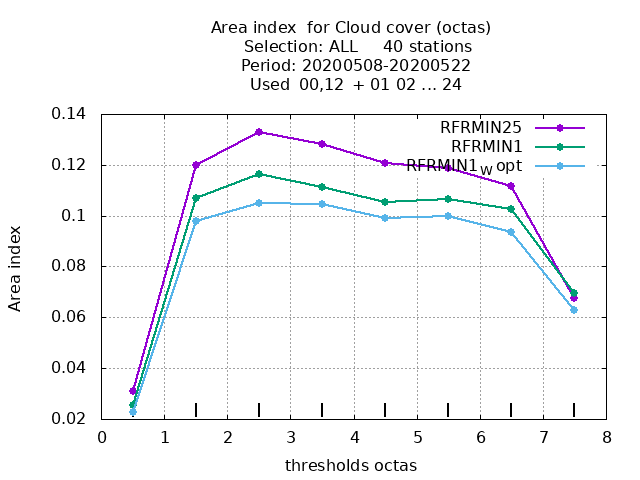 Area index  for Cloud cover (octas)
Selection: ALL     40 stations
Period: 20200508-20200522
Used  00,12  + 01 02 ... 24
0.14
0.12
0.1
0.08
0.06
0.04
0.02
Area index
RFRMIN25
RFRMIN1
RFRMIN1w opt
0 1 2 3 4 5 6 7 8
thresholds octas